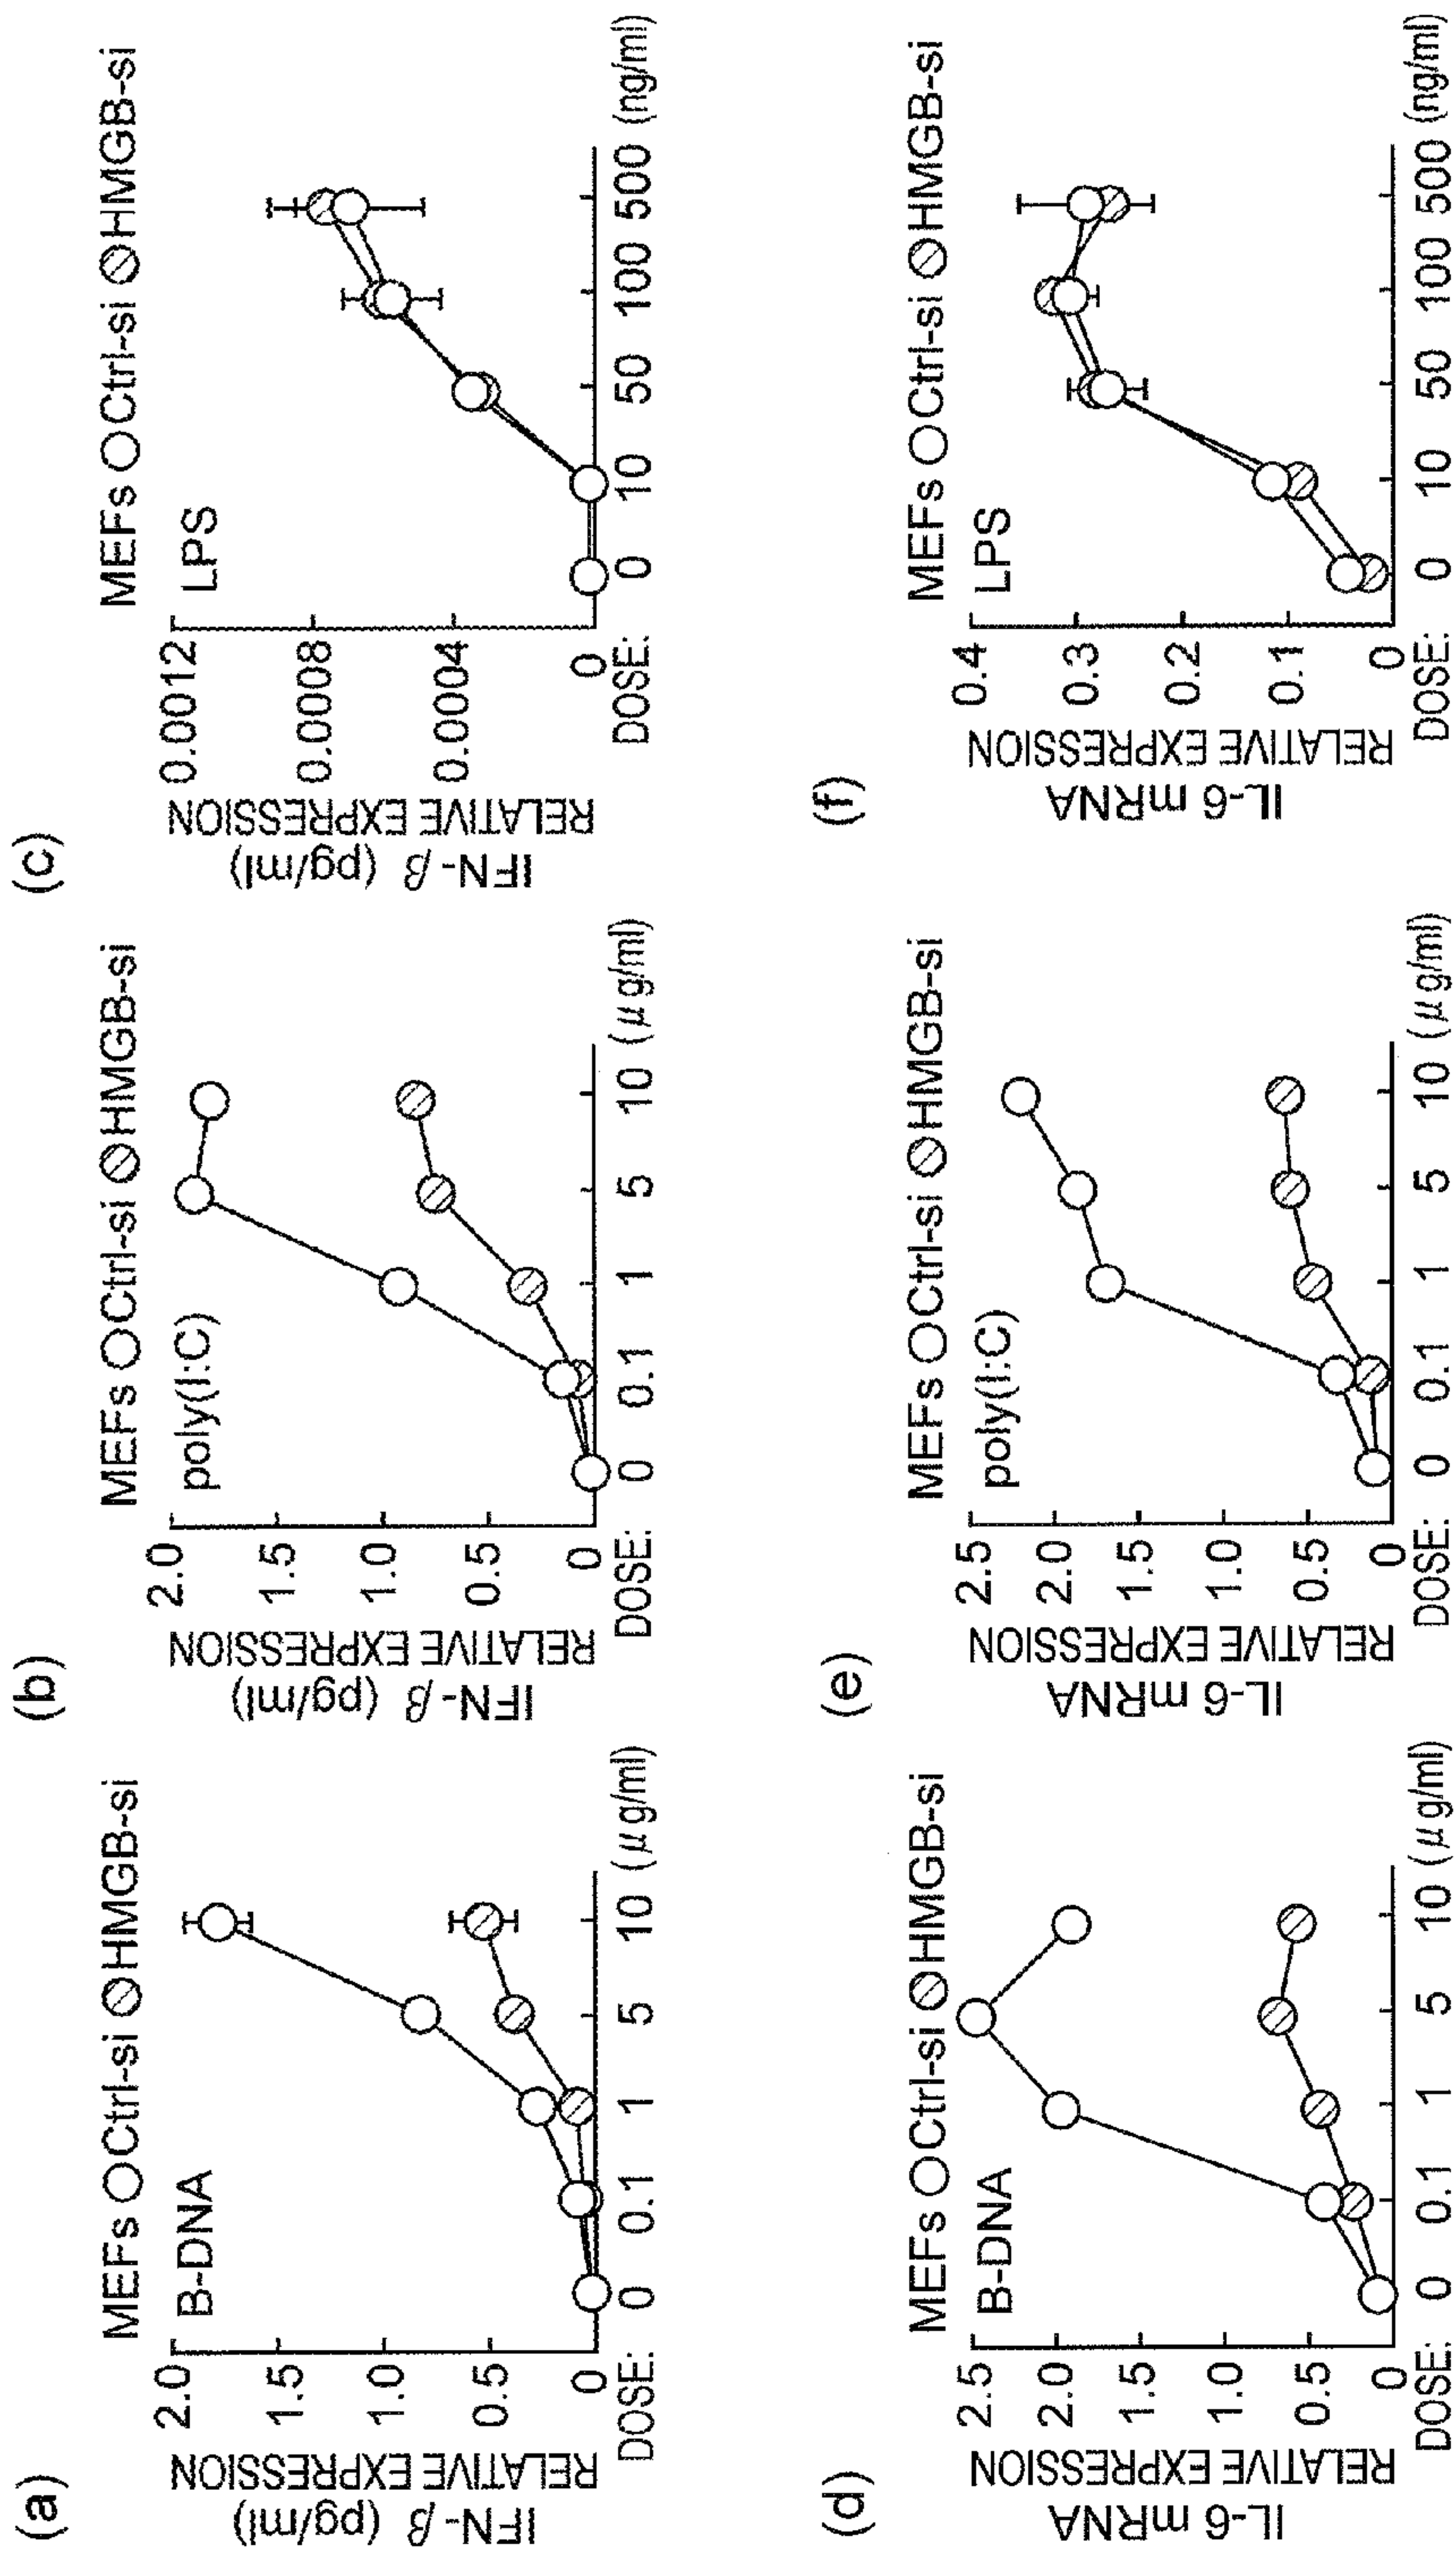 (a)
MEFs Ctrl-si HMGB-si
B-DNA
IFN-β (pg/ml)
RELATIVE EXPRESSION
2.0
1.5
1.0
0.5
0
DOSE: 0 0.1 1 5 10 (μg/ml)
(b)
MEFs Ctrl-si HMGB-si
poly(I:C)
IFN-β (pg/ml)
RELATIVE EXPRESSION
2.0
1.5
1.0
0.5
0
DOSE: 0 0.1 1 5 10 (μg/ml)
(c)
MEFs Ctrl-si HMGB-si
LPS
IFN-β (pg/ml)
RELATIVE EXPRESSION
0.0012
0.0008
0.0004
0
DOSE: 0 10 50 100 500 (ng/ml)
(d)
MEFs Ctrl-si HMGB-si
B-DNA
IL-6 mRNA
RELATIVE EXPRESSION
2.5
2.0
1.5
1.0
0.5
0
DOSE: 0 0.1 1 5 10 (μg/ml)
(e)
MEFs Ctrl-si HMGB-si
poly(I:C)
IL-6 mRNA
RELATIVE EXPRESSION
2.5
2.0
1.5
1.0
0.5
0
DOSE: 0 0.1 1 5 10 (μg/ml)
(f)
MEFs Ctrl-si HMGB-si
LPS
IL-6 mRNA
RELATIVE EXPRESSION
0.4
0.3
0.2
0.1
0
DOSE: 0 10 50 100 500 (ng/ml)